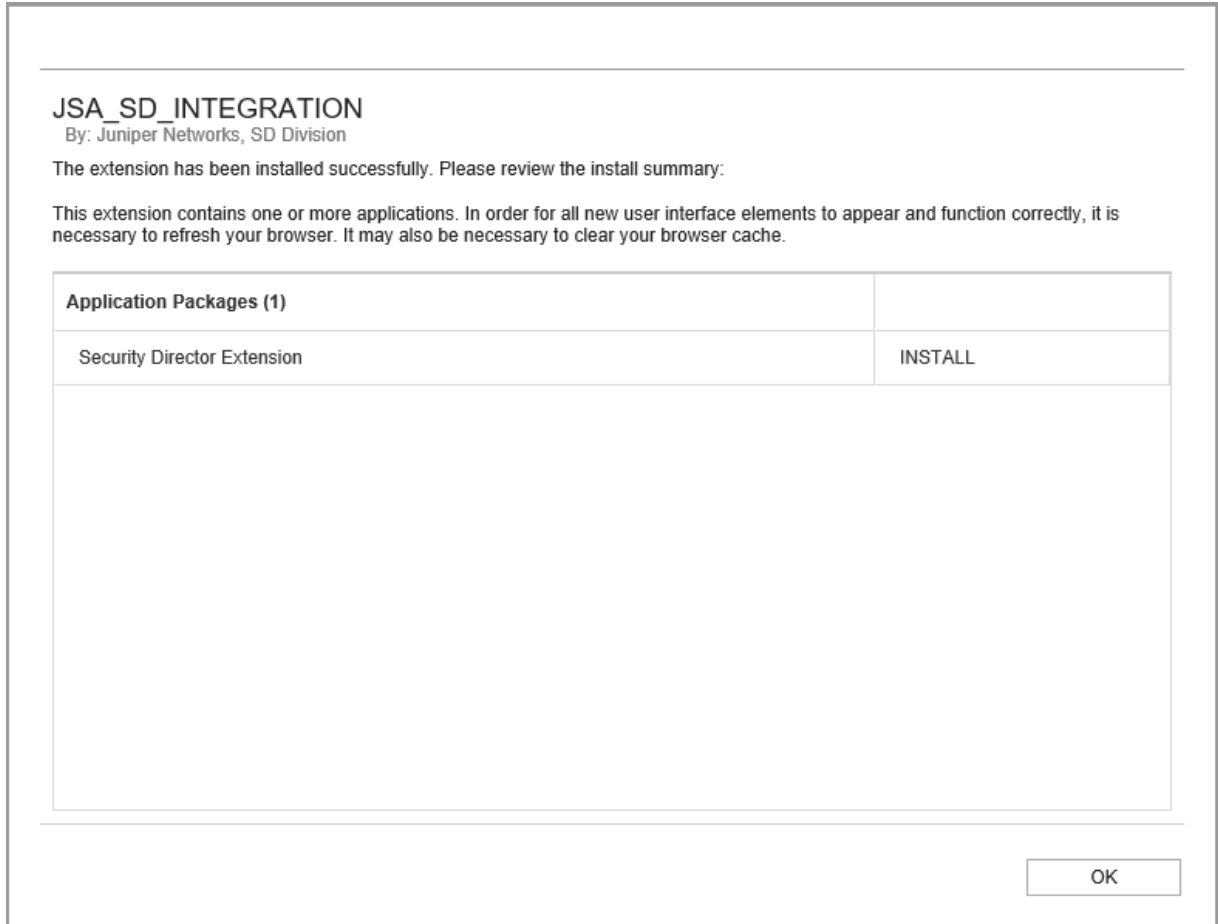 JSA_SD_INTEGRATION
By: Juniper Networks, SD Division
The extension has been installed successfully. Please review the install summary:
This extension contains one or more applications. In order for all new user interface elements to appear and function correctly, it is
necessary to refresh your browser. It may also be necessary to clear your browser cache.
Application Packages (1)
Security Director Extension INSTALL
OK